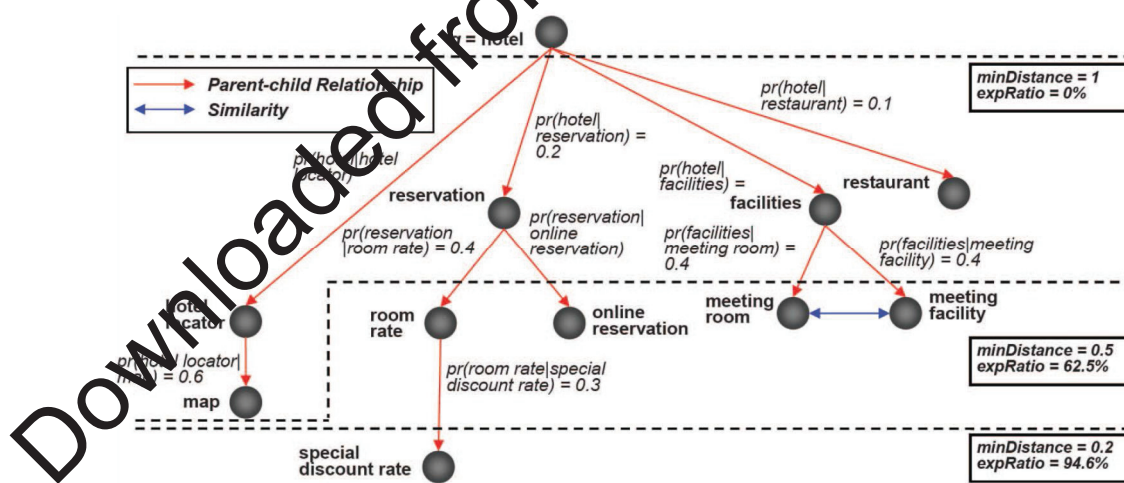 = hotel
Parent-child Relationship
Similarity
minDistance = 1
expRatio = 0%
pr(hotel|
restaurant) = 0.1
pr(hotel|
reservation) =
0.2
pr(hotel|hotel
locator)
pr(hotel|
facilities) =
restaurant
reservation
facilities
pr(reservation
|room rate) = 0.4
pr(reservation|
online
reservation)
pr(facilities|
meeting room) =
0.4
pr(facilities|meeting
facility) = 0.4
hotel
locator
room
rate
online
reservation
meeting
room
meeting
facility
pr(hotel locator|
map) = 0.6
map
pr(room rate|special
discount rate) = 0.3
minDistance = 0.5
expRatio = 62.5%
special
discount rate
minDistance = 0.2
expRatio = 94.6%
Downloaded from